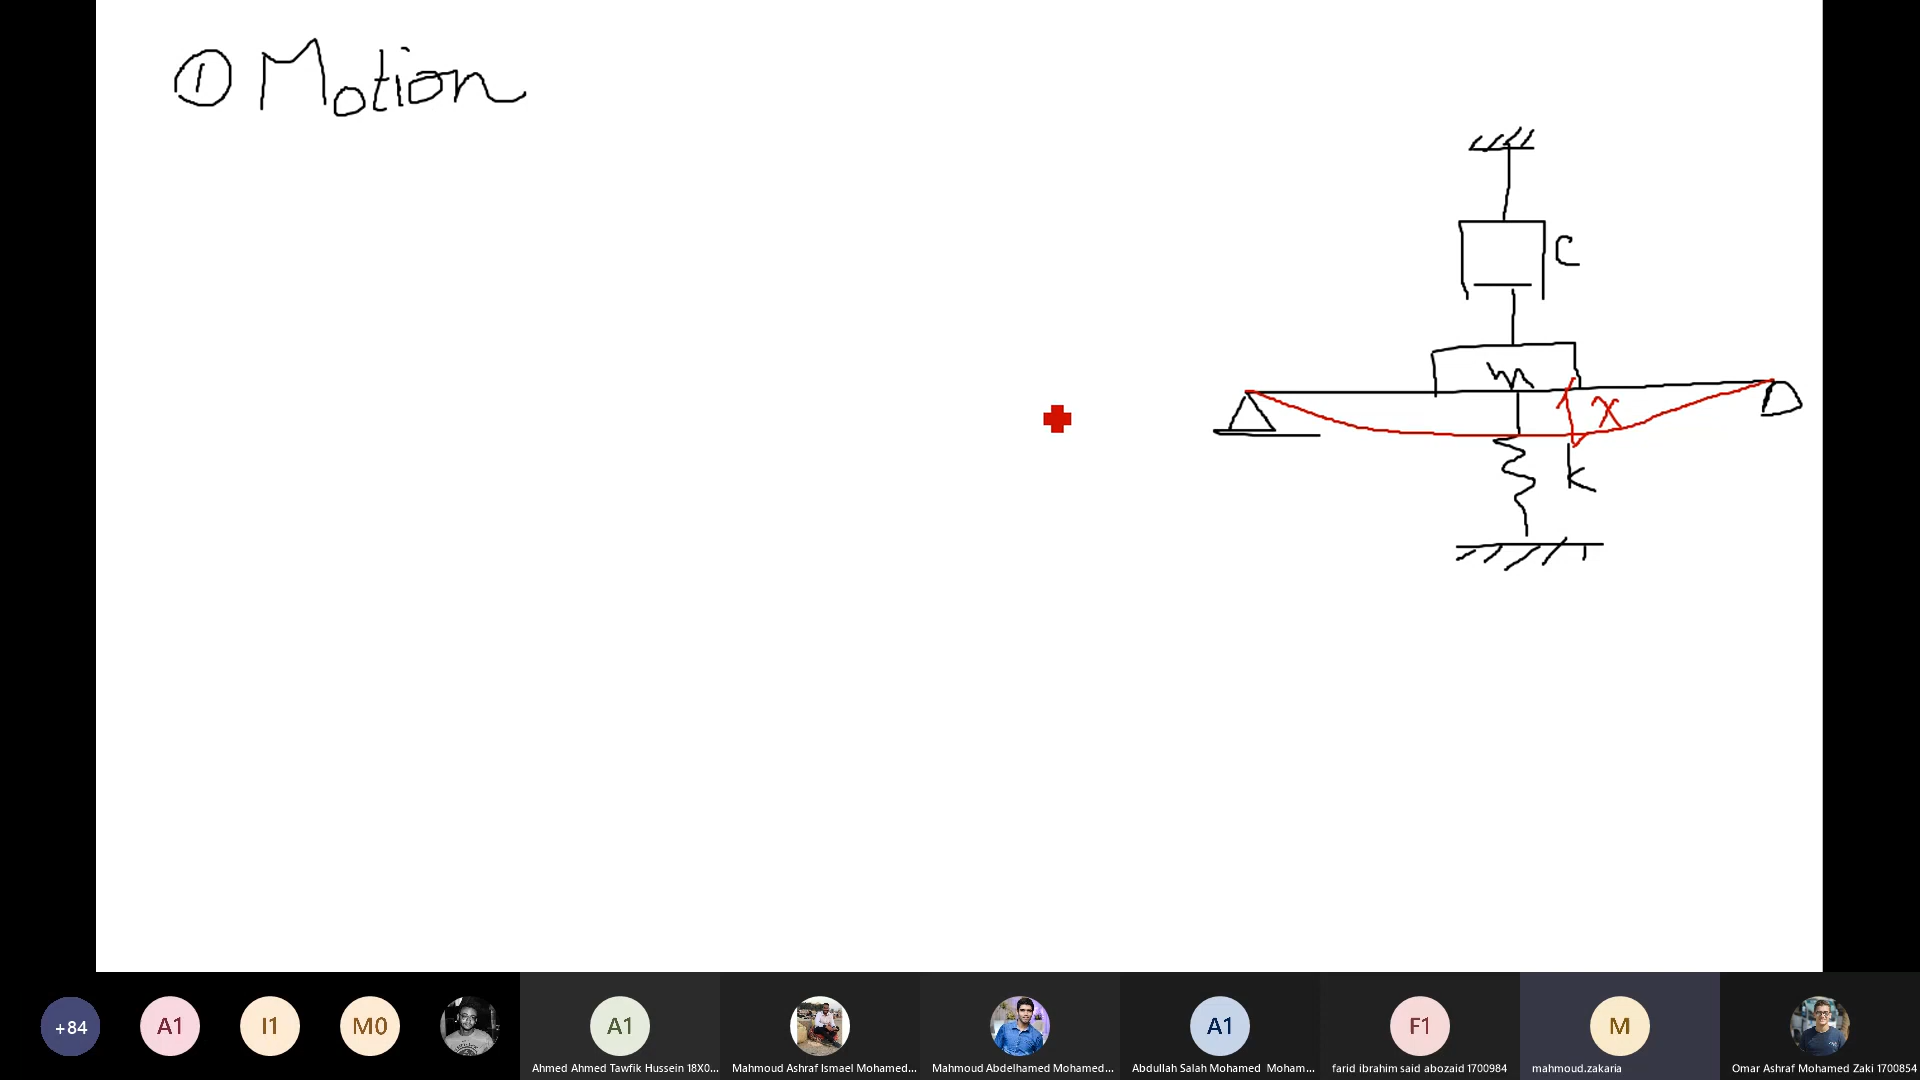 ① Motion
C
m
x
k
+84
A1
I1
M0
A1
A1
F1
M
Ahmed Ahmed Tawfik Hussein 18X0...
Mahmoud Ashraf Ismael Mohamed...
Mahmoud Abdelhamed Mohamed...
Abdullah Salah Mohamed Moham...
farid ibrahim said abozaid 1700984
mahmoud.zakaria
Omar Ashraf Mohamed Zaki 1700854